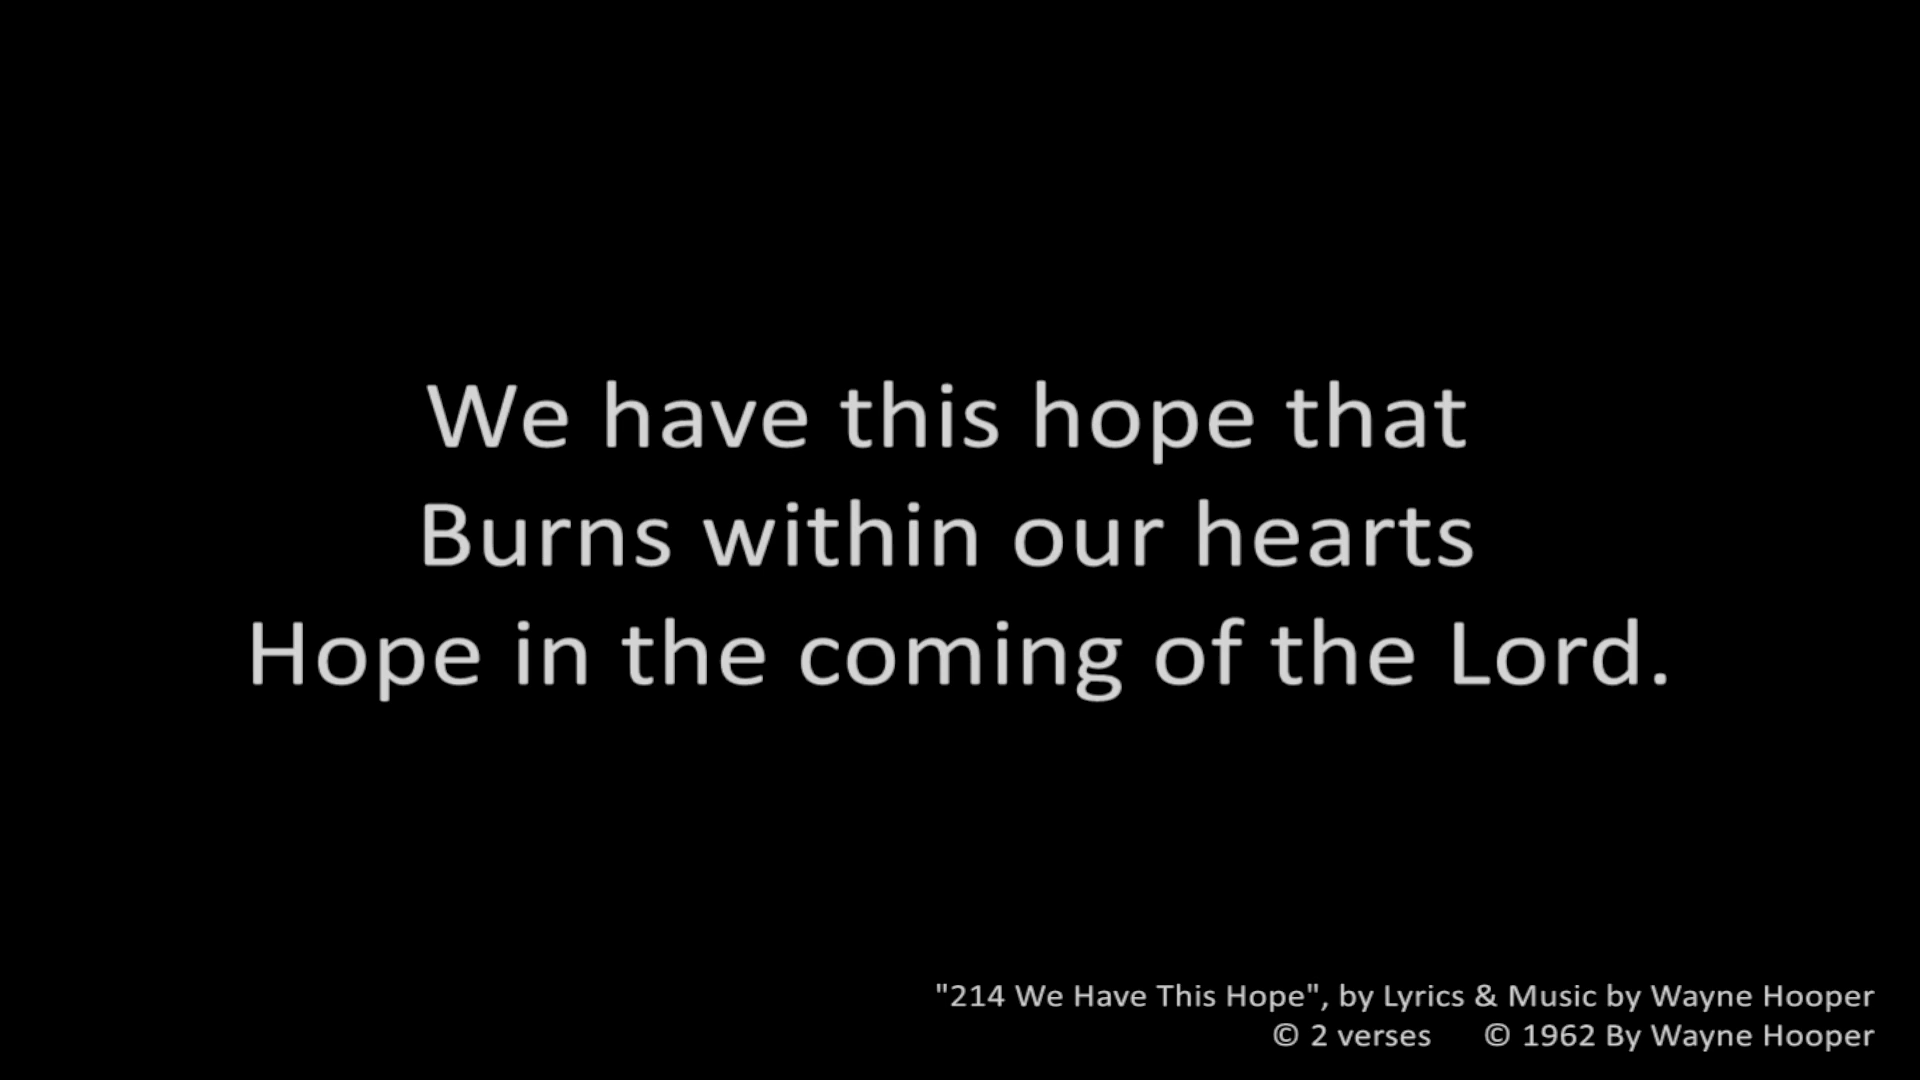 We have this hope that
Burns within our hearts
Hope in the coming of the Lord.
"214 We Have This Hope", by Lyrics & Music by Wayne Hooper
© 2 verses © 1962 By Wayne Hooper